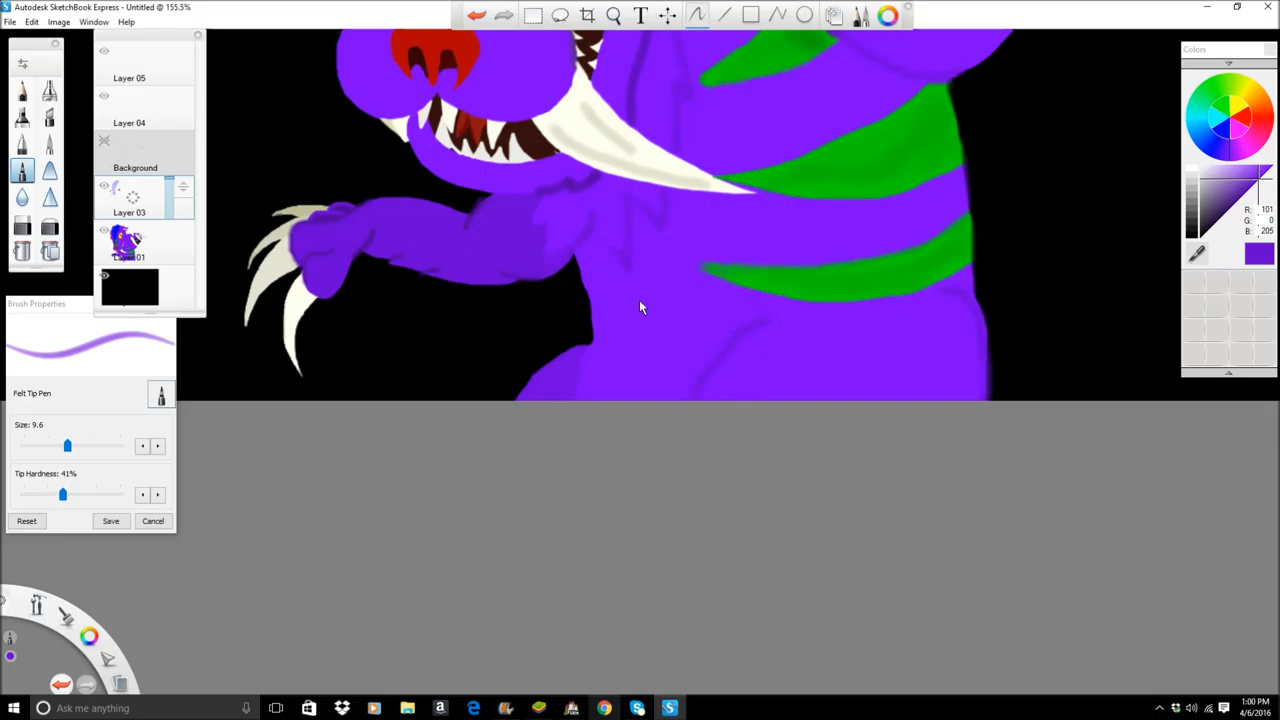 Autodesk SketchBook Express - Untitled @ 155.5%
File Edit Image Window Help
Layer 05
Layer 04
Background
Layer 03
Brush Properties
Felt Tip Pen
Size: 9.6
Tip Hardness: 41%
Reset Save Cancel
Colors
R: 101
G: 0
B: 205
Ask me anything
1:00 PM
4/6/2016